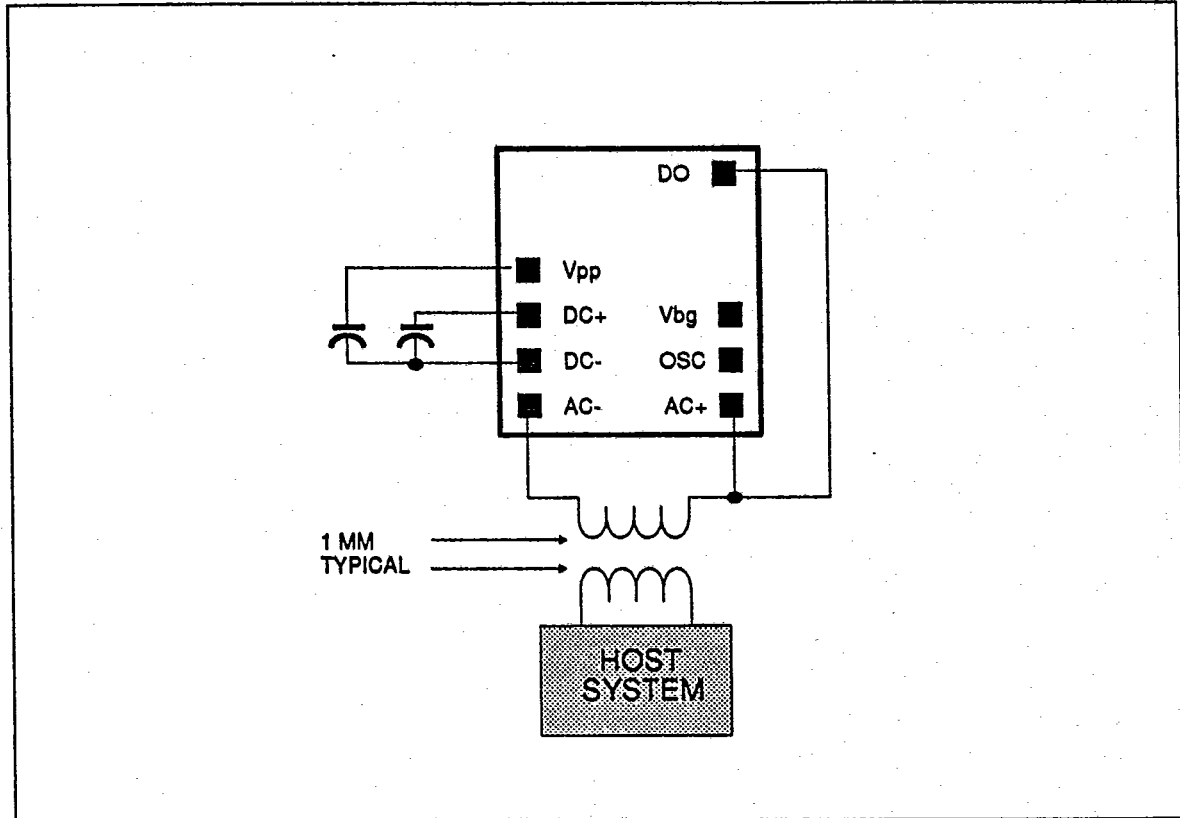 DO
Vpp
DC+ Vbg
DC- OSC
AC- AC+
1 MM
TYPICAL
HOST
SYSTEM